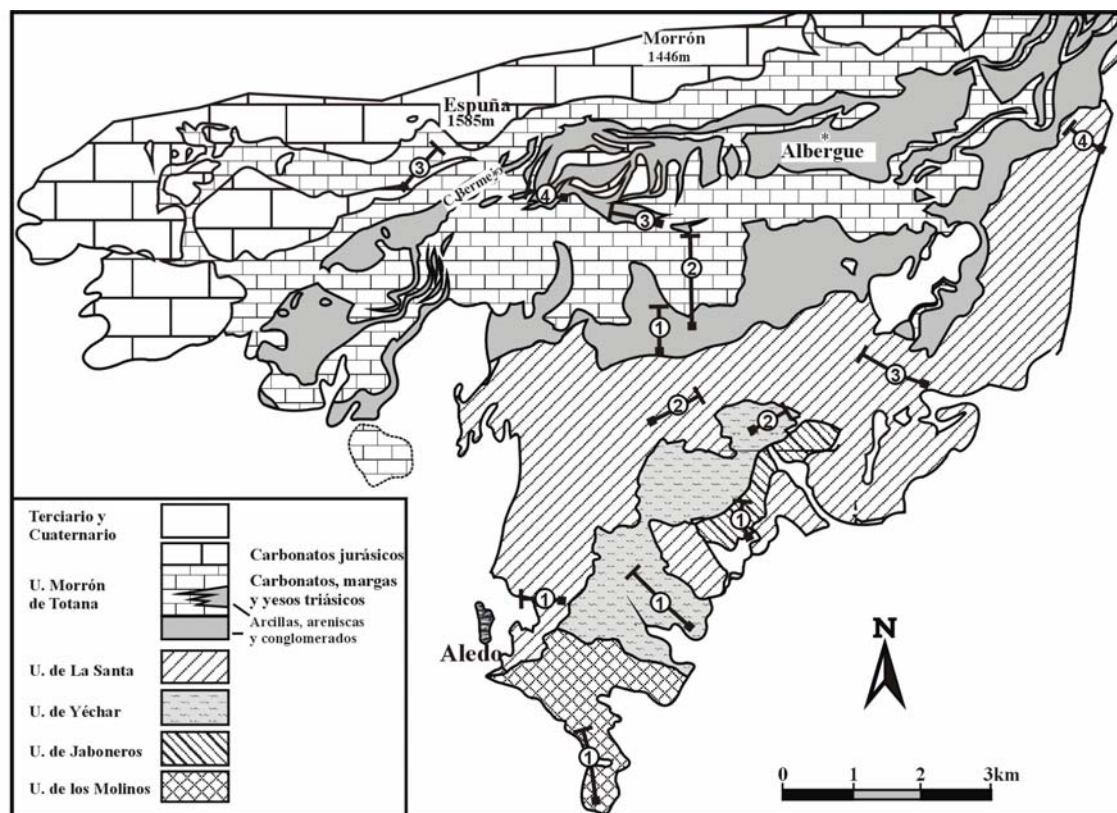 Morrón
1446m
Espuña
1585m
*
Albergue
4
3
C. Bermejo
4
3
2
1
3
2
2
1
1
1
Aledo
1
N
0 1 2 3km
Terciario y
Cuaternario
U. Morrón
de Totana
Carbonatos jurásicos
Carbonatos, margas
y yesos triásicos
Arcillas, areniscas
y conglomerados
U. de La Santa
U. de Yéchar
U. de Jaboneros
U. de los Molinos